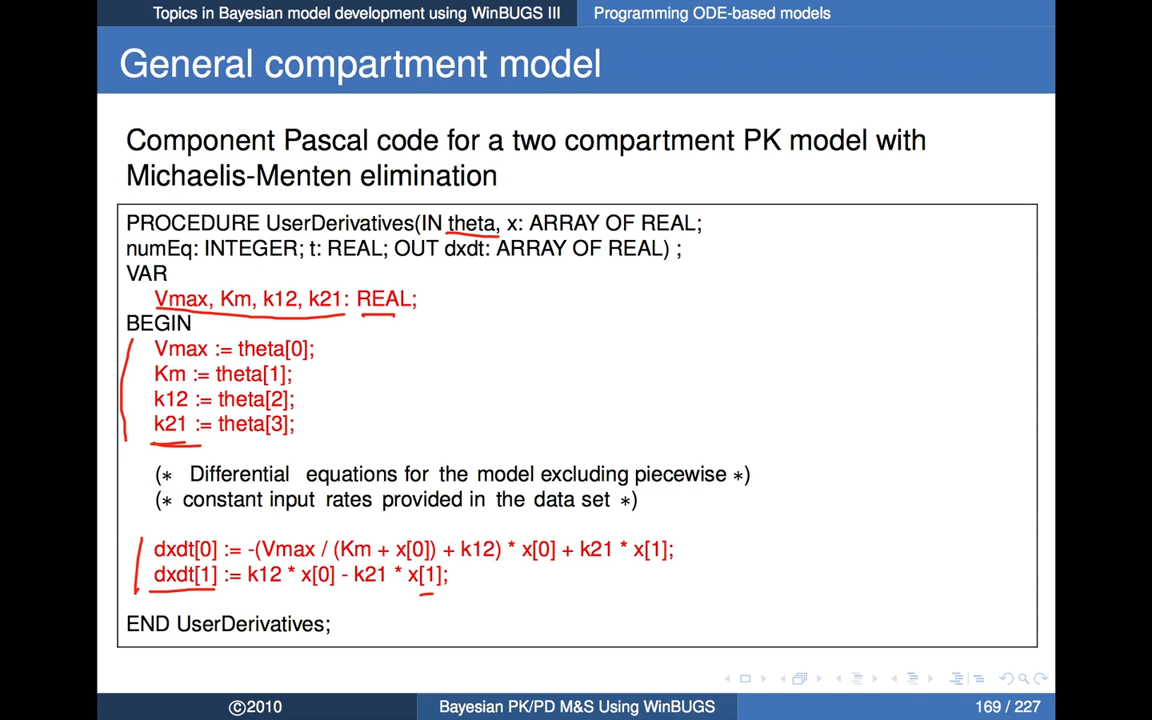 Topics in Bayesian model development using WinBUGS III Programming ODE-based models
General compartment model
Component Pascal code for a two compartment PK model with
Michaelis-Menten elimination
PROCEDURE UserDerivatives(IN theta, x: ARRAY OF REAL;
numEq: INTEGER; t: REAL; OUT dxdt: ARRAY OF REAL) ;
VAR
Vmax, Km, k12, k21: REAL;
BEGIN
Vmax := theta[0];
Km := theta[1];
k12 := theta[2];
k21 := theta[3];
(* Differential equations for the model excluding piecewise *)
(* constant input rates provided in the data set *)
dxdt[0] := -(Vmax / (Km + x[0]) + k12) * x[0] + k21 * x[1];
dxdt[1] := k12 * x[0] - k21 * x[1];
END UserDerivatives;
©2010 Bayesian PK/PD M&S Using WinBUGS 169 / 227